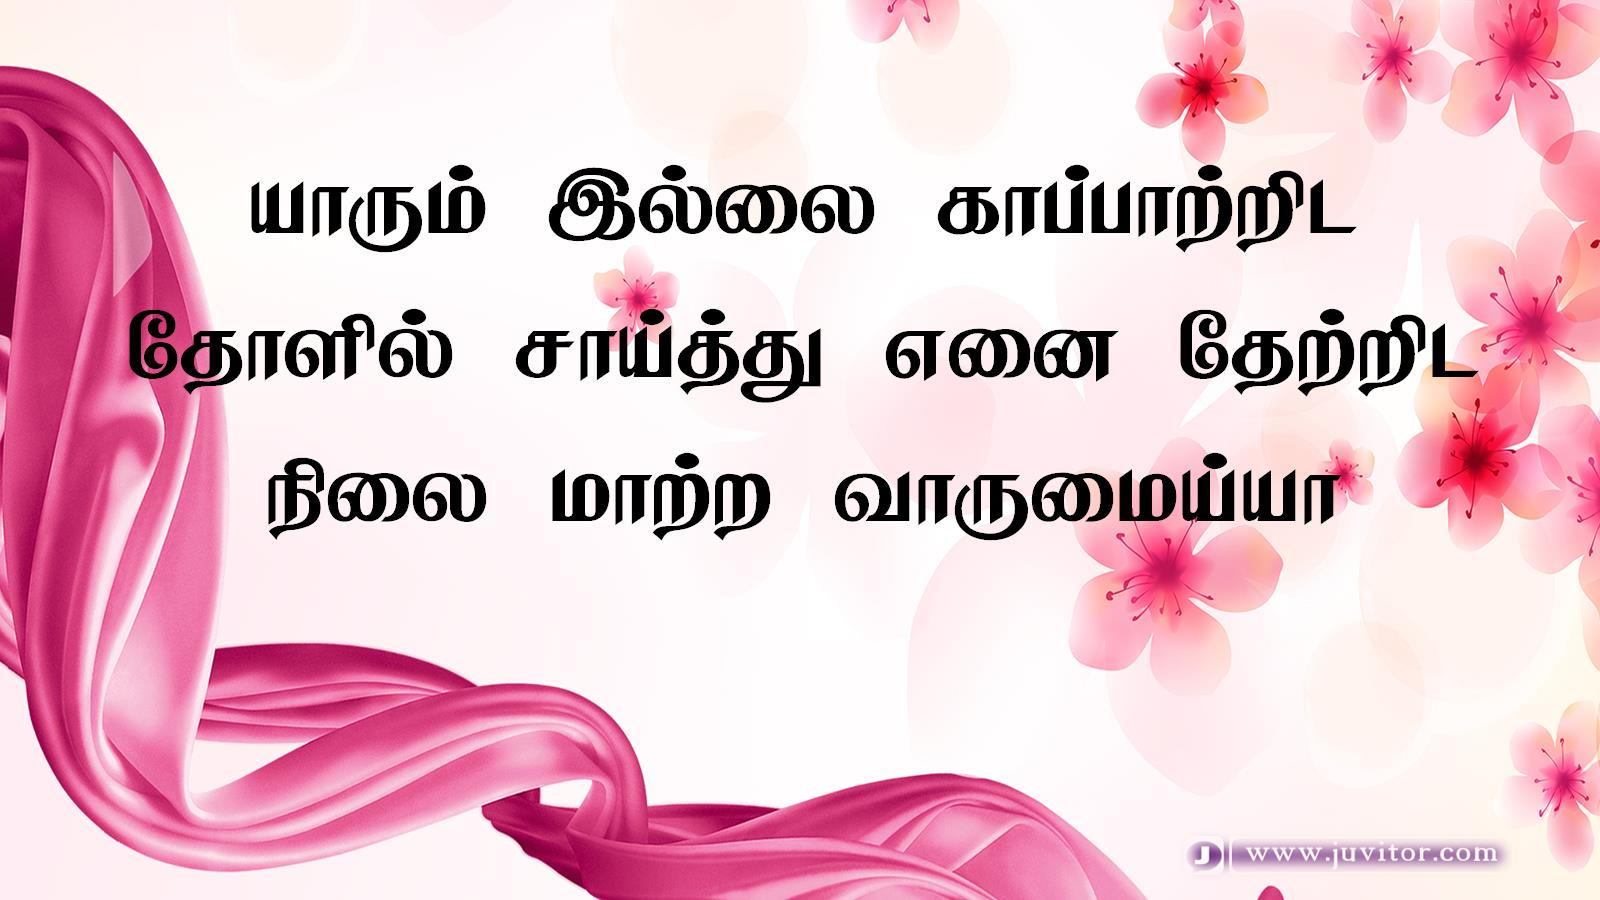 யாரும் இல்லை காப்பாற்றிட
தோளில் சாய்த்து எனை தேற்றிட
நிலை மாற்ற வாருமைய்யா
J www.juvitor.com